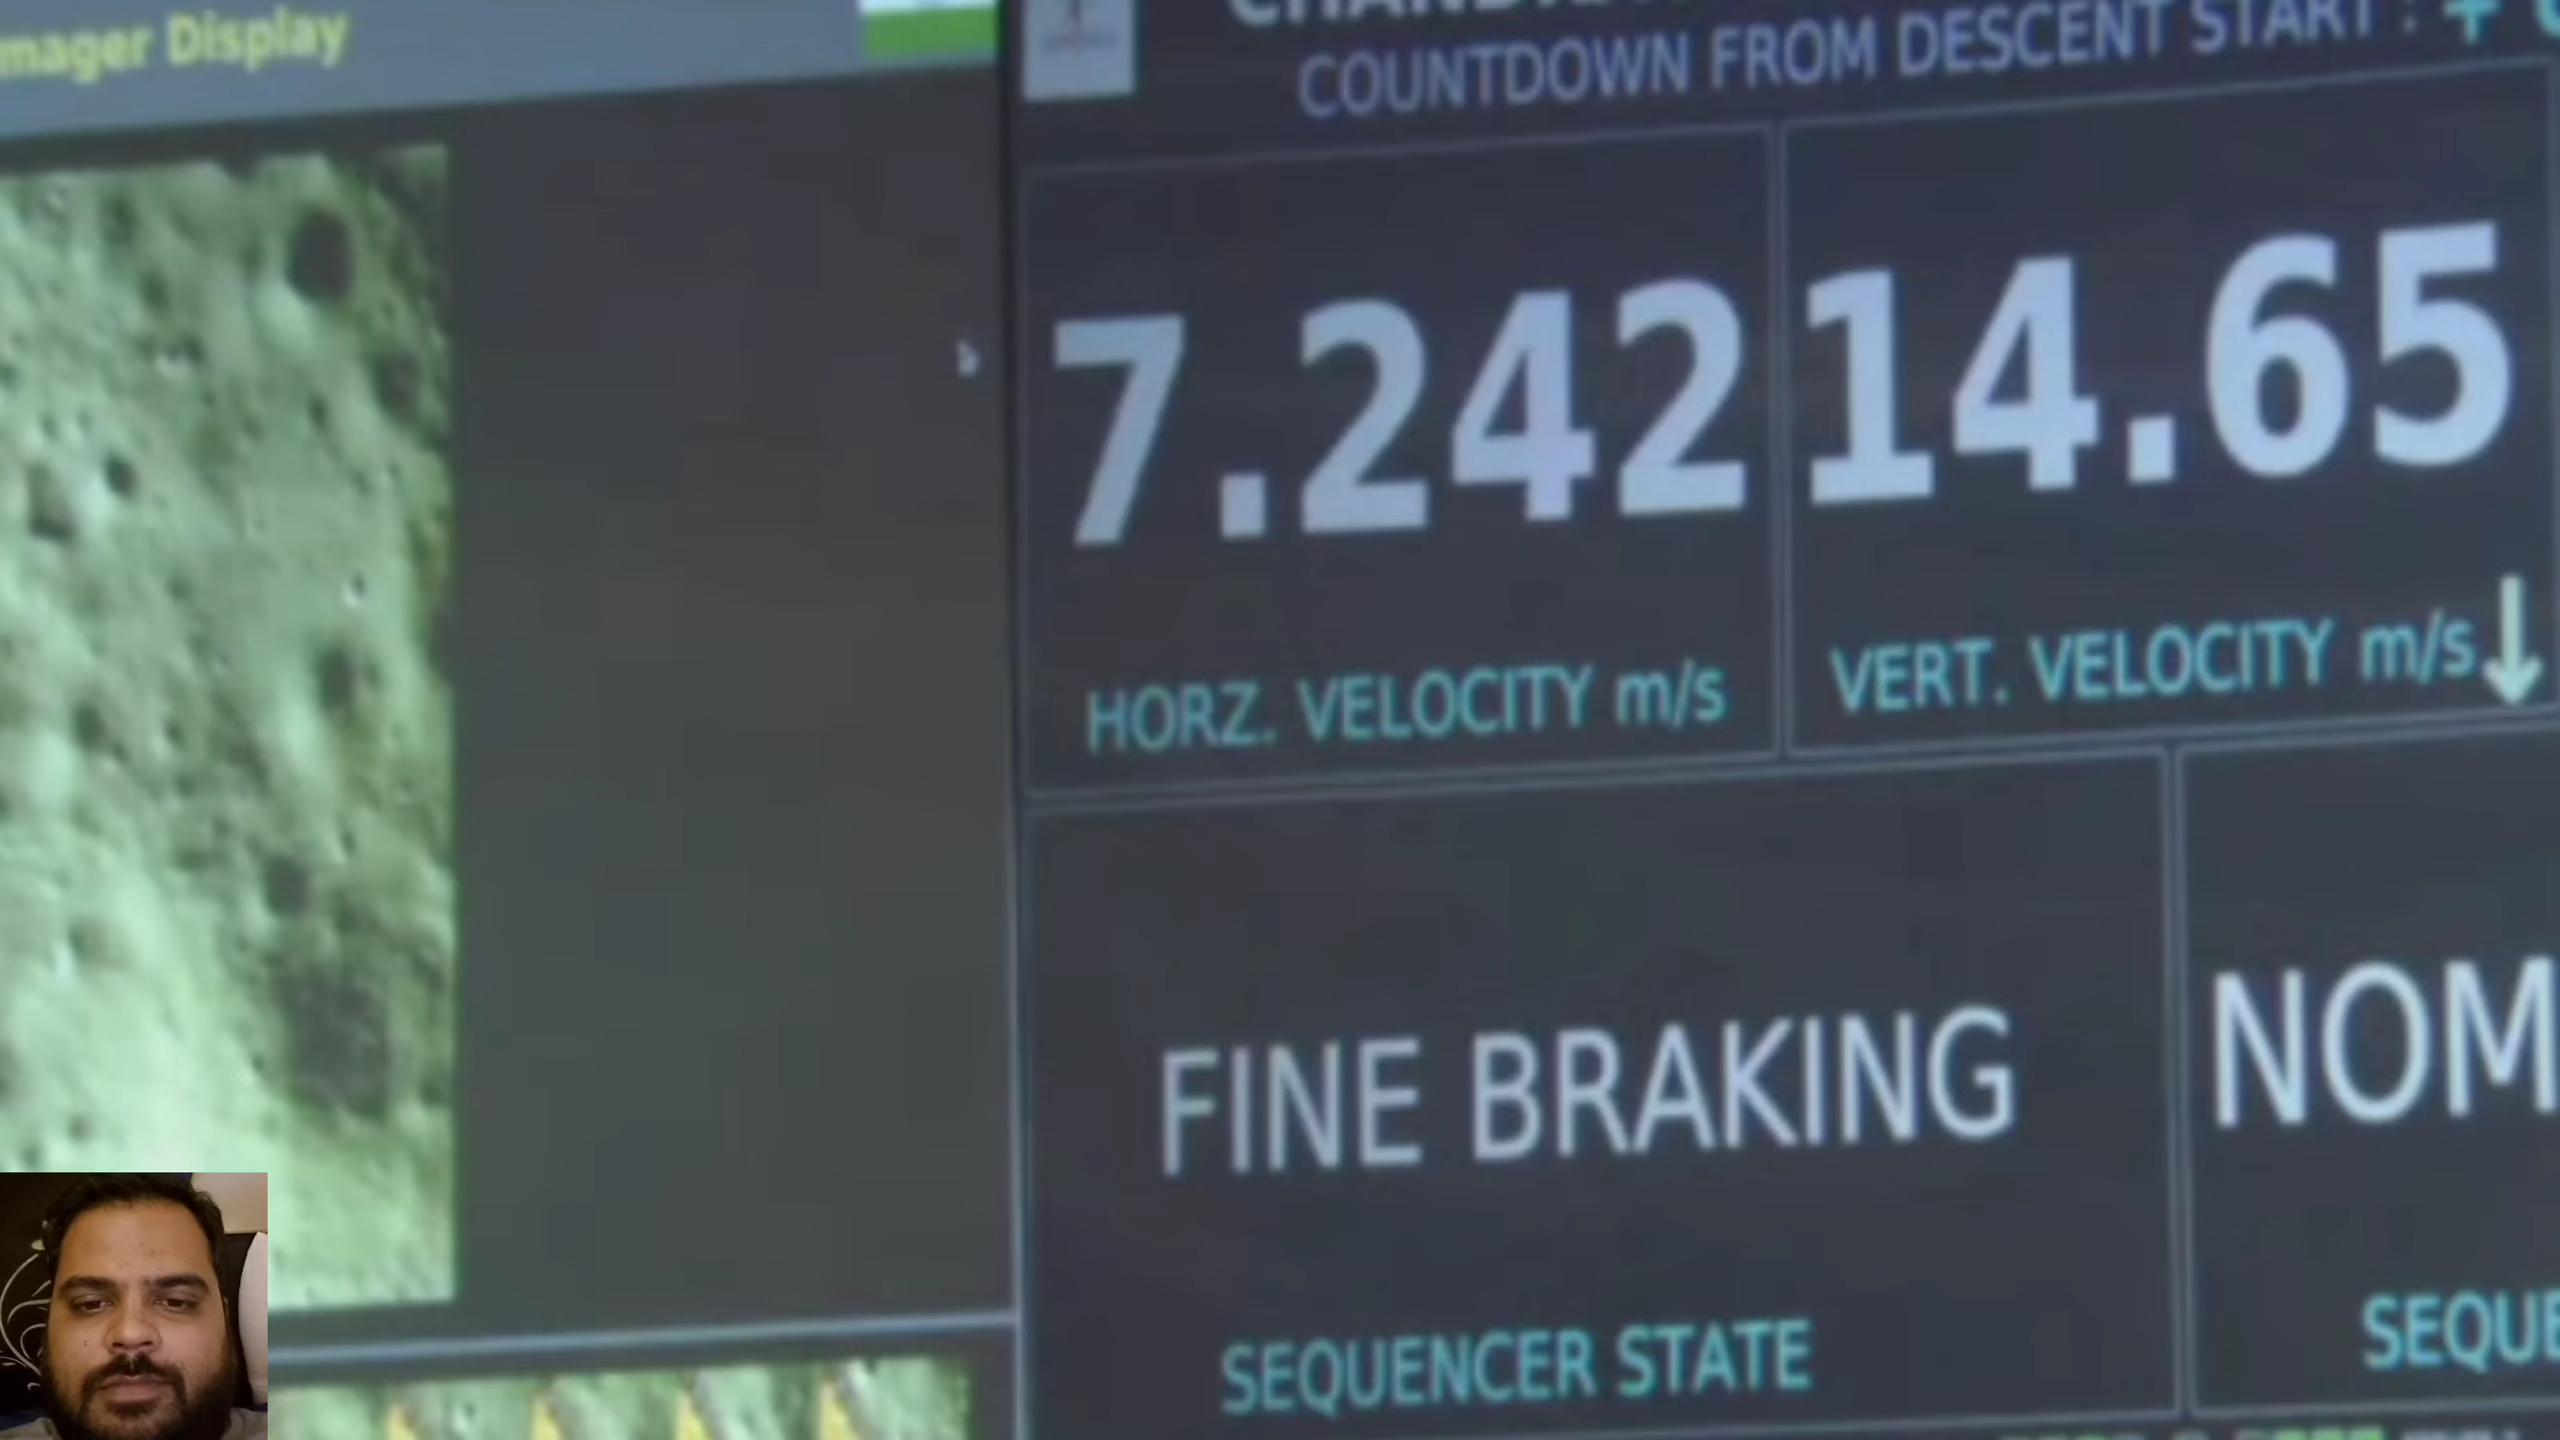 mager Display
COUNTDOWN FROM DESCENT START : +
7.242
14.65
HORZ. VELOCITY m/s
VERT. VELOCITY m/s
FINE BRAKING
NOM
SEQUENCER STATE
SEQUE